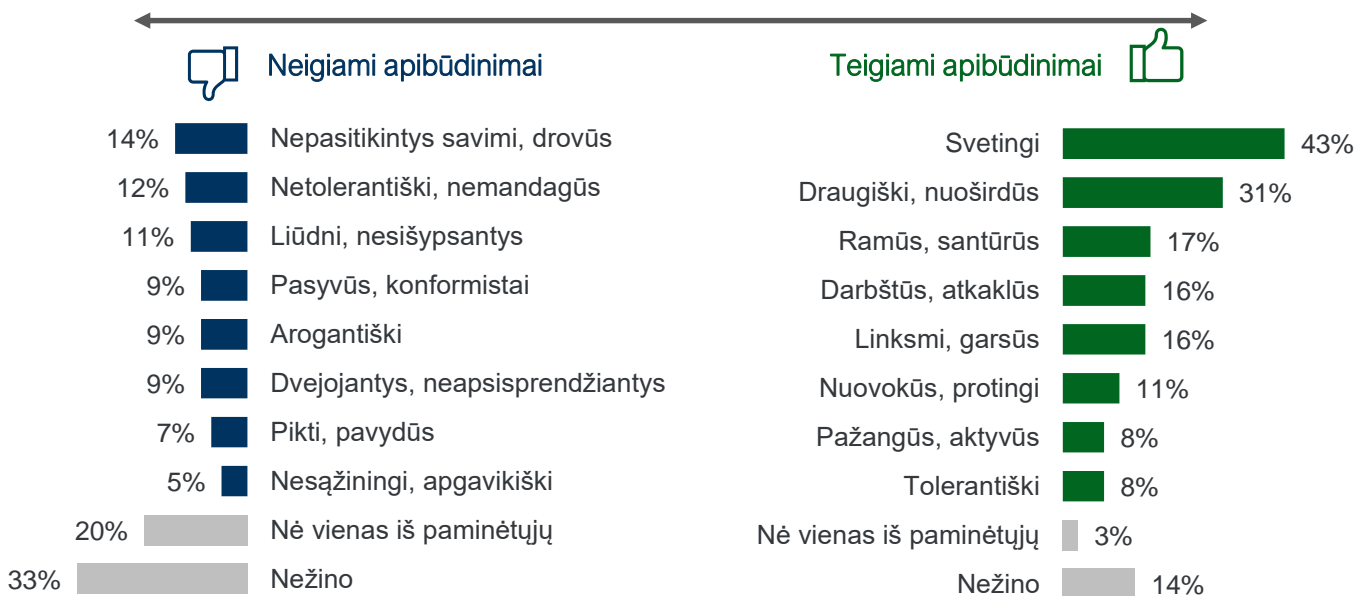 Neigiami apibūdinimai
14% Nepasitikintys savimi, drovūs
12% Netolerantiški, nemandagūs
11% Liūdni, nesišypsantys
9% Pasyvūs, konformistai
9% Arogantiški
9% Dvejojantys, neapsisprendžiantys
7% Pikti, pavydūs
5% Nesąžiningi, apgavikiški
20% Nė vienas iš paminėtųjų
33% Nežino
Teigiami apibūdinimai
Svetingi 43%
Draugiški, nuoširdūs 31%
Ramūs, santūrūs 17%
Darbštūs, atkaklūs 16%
Linksmi, garsūs 16%
Nuovokūs, protingi 11%
Pažangūs, aktyvūs 8%
Tolerantiški 8%
Nė vienas iš paminėtųjų 3%
Nežino 14%